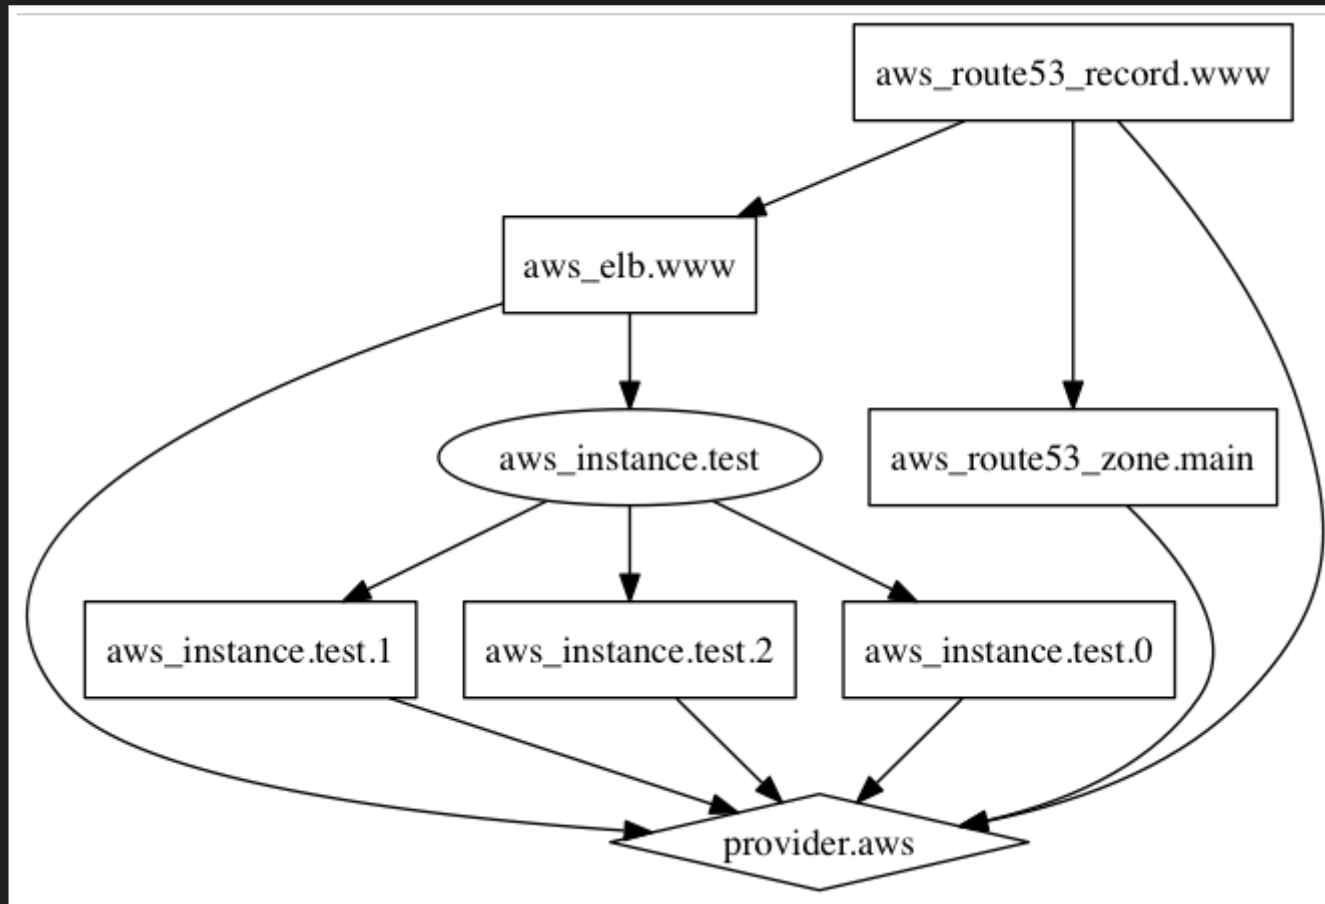 aws_route53_record.www
aws_elb.www
aws_instance.test
aws_route53_zone.main
aws_instance.test.1
aws_instance.test.2
aws_instance.test.0
provider.aws